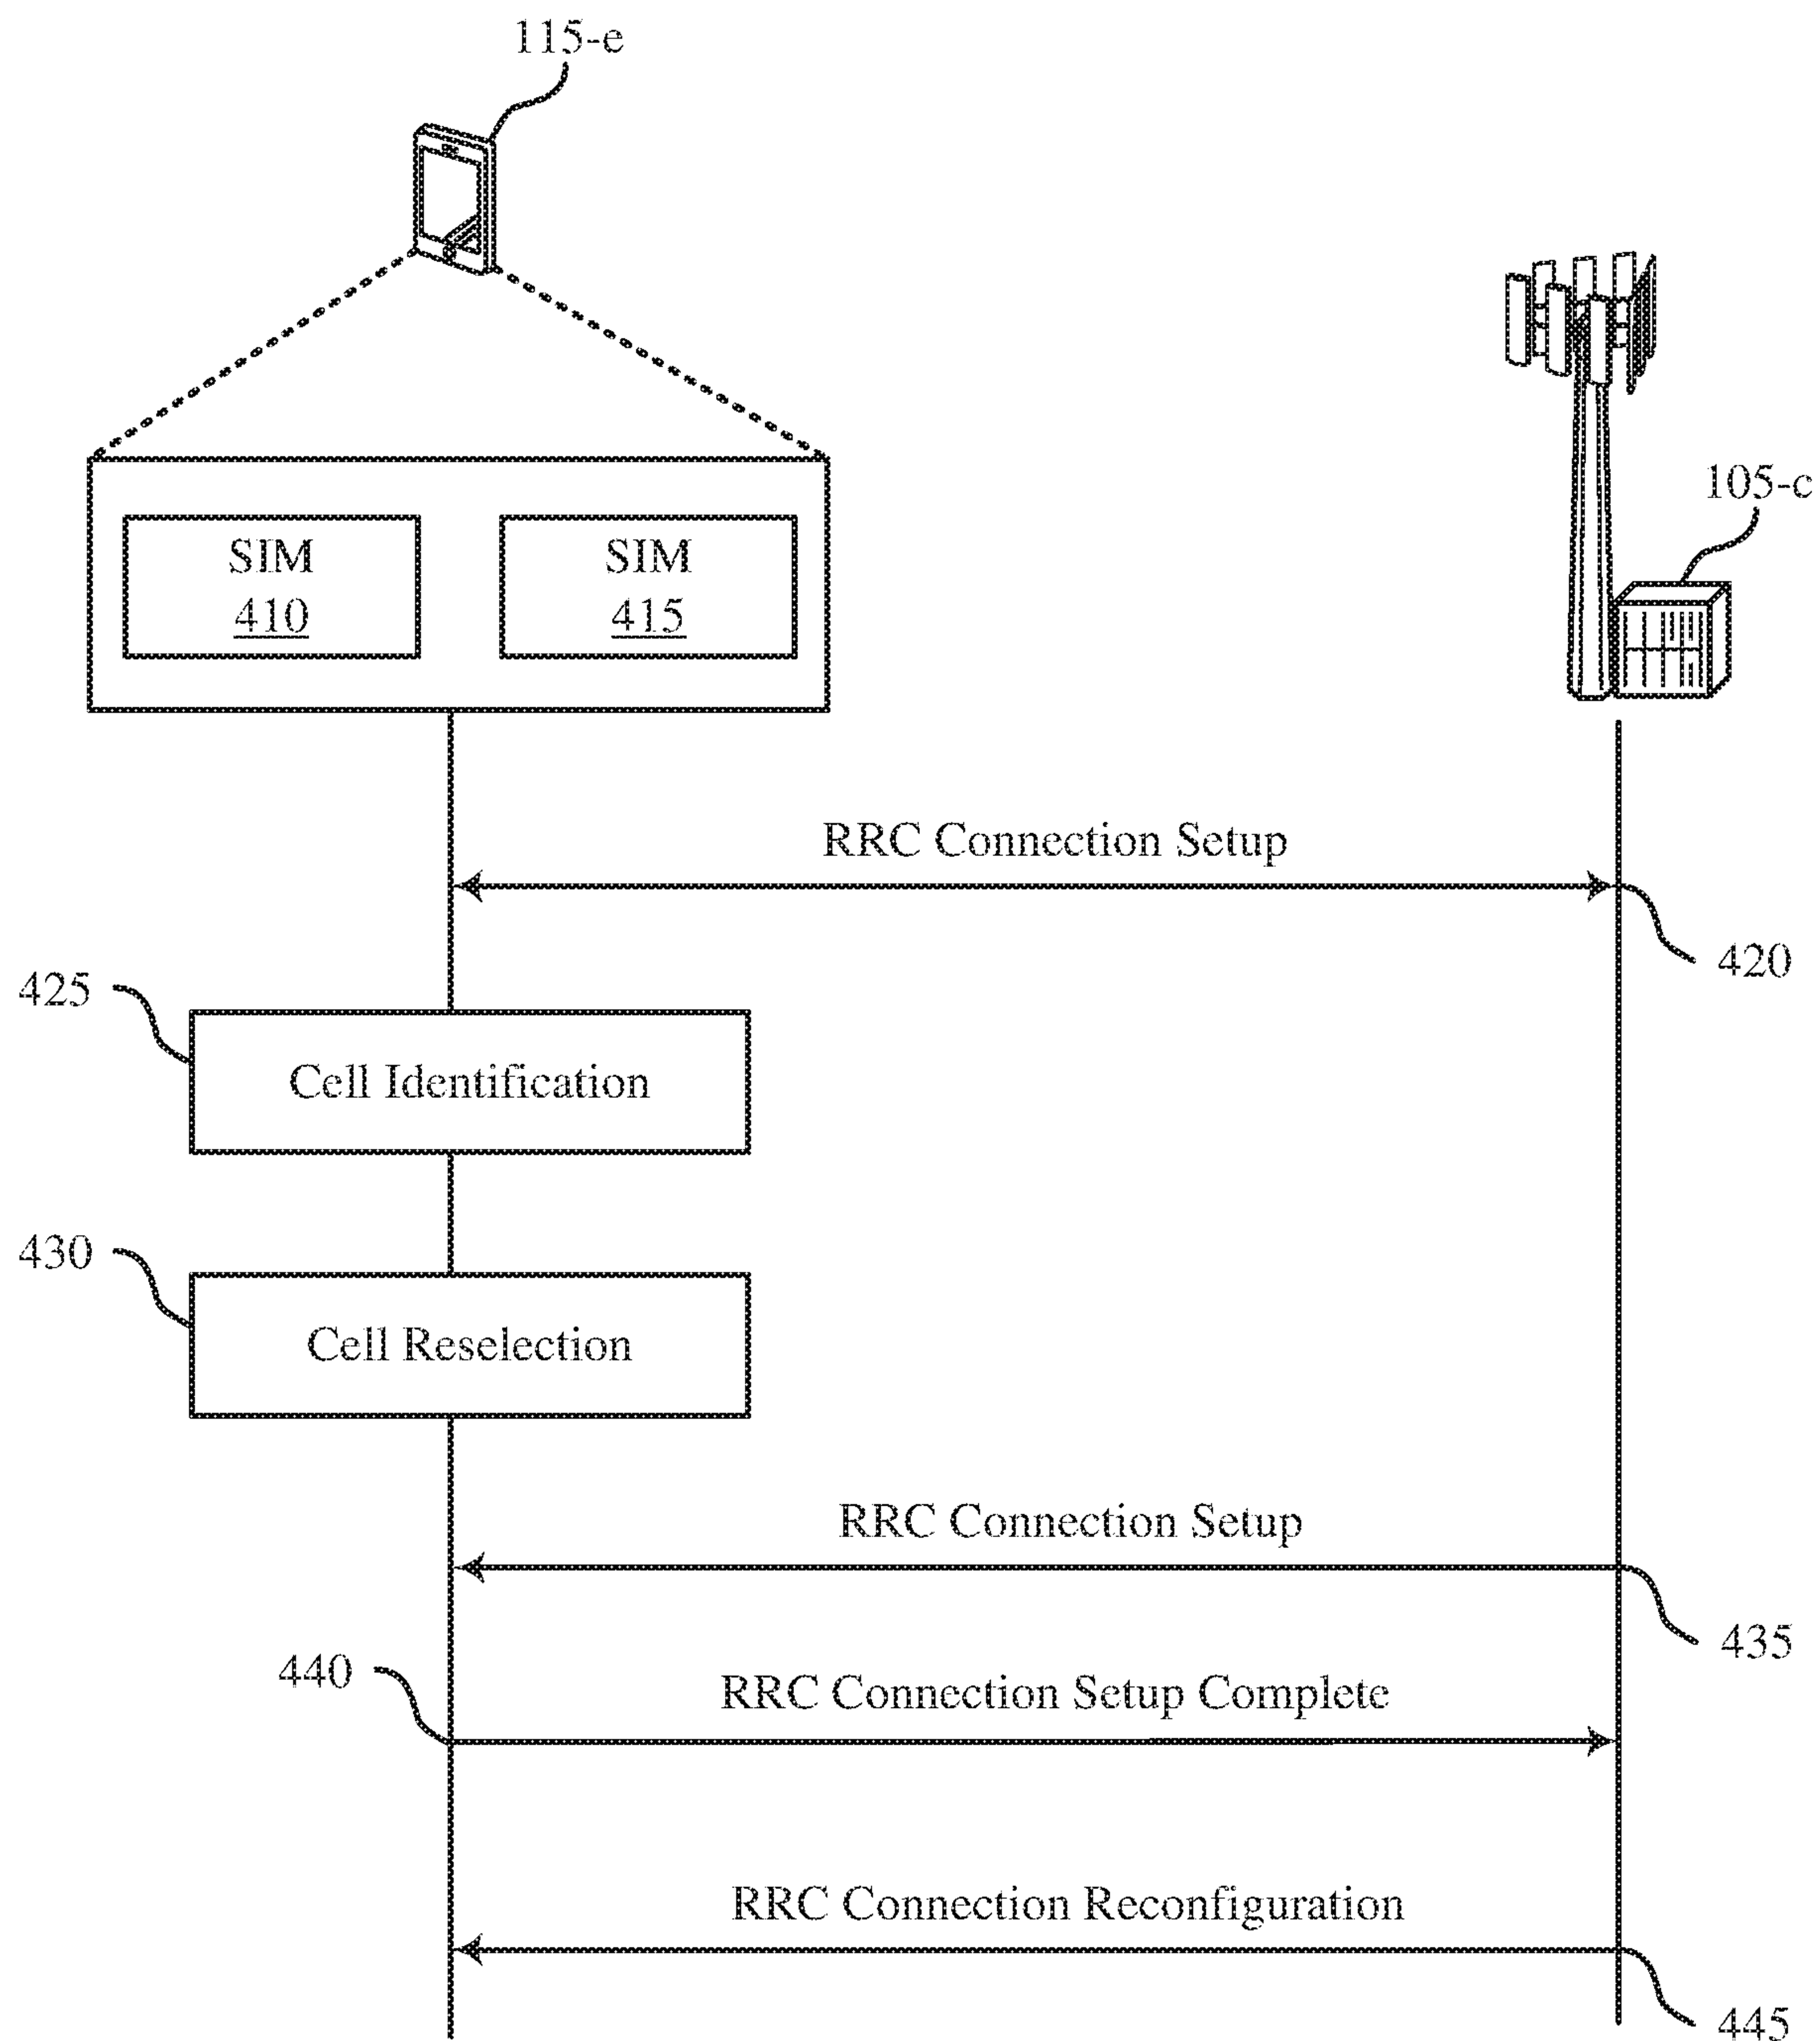 115-e
105-c
SIM
410
SIM
415
RRC Connection Setup
420
425
Cell Identification
430
Cell Reselection
RRC Connection Setup
435
440
RRC Connection Setup Complete
RRC Connection Reconfiguration
445